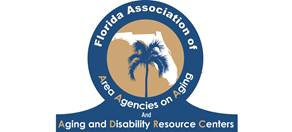 Florida Association of
Area Agencies on Aging
And
Aging and Disability Resource Centers